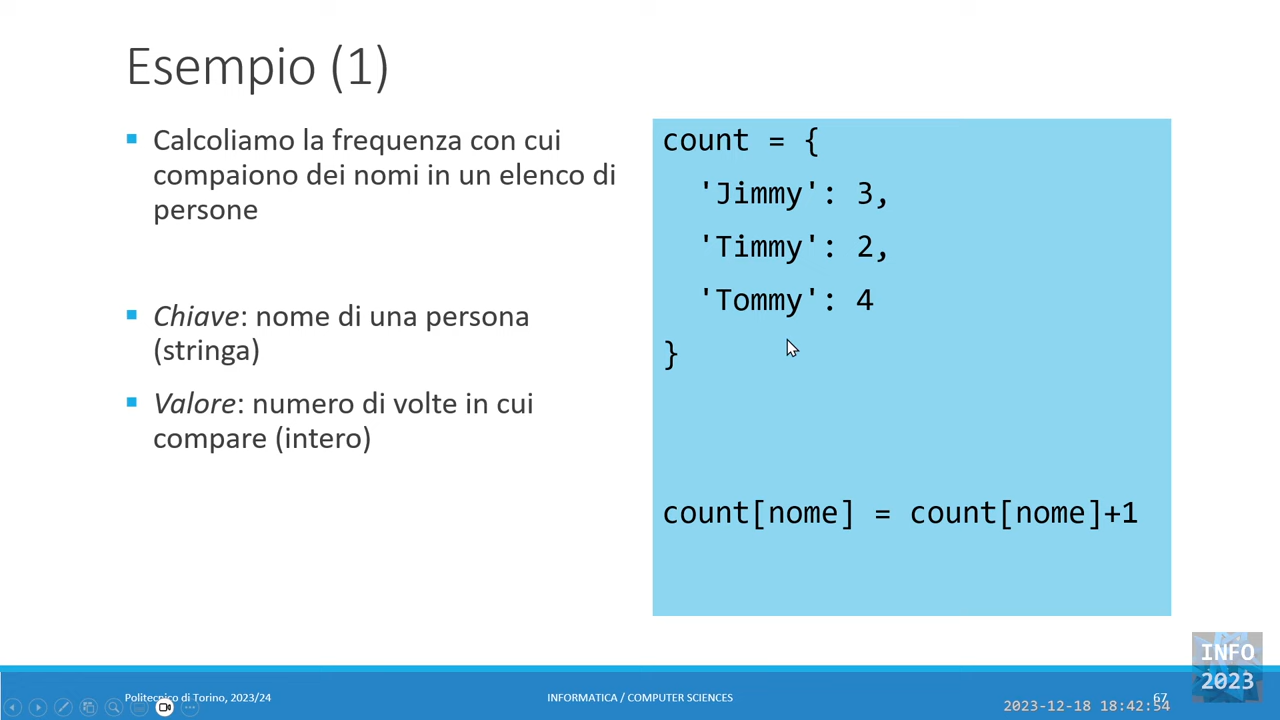 Esempio (1)
Calcoliamo la frequenza con cui
compaiono dei nomi in un elenco di
persone
Chiave: nome di una persona
(stringa)
Valore: numero di volte in cui
compare (intero)
count = {
'Jimmy': 3,
'Timmy': 2,
'Tommy': 4
}
count[nome] = count[nome]+1
Politecnico di Torino, 2023/24
INFORMATICA / COMPUTER SCIENCES
67
INFO
2023
2023-12-18 18:42:54